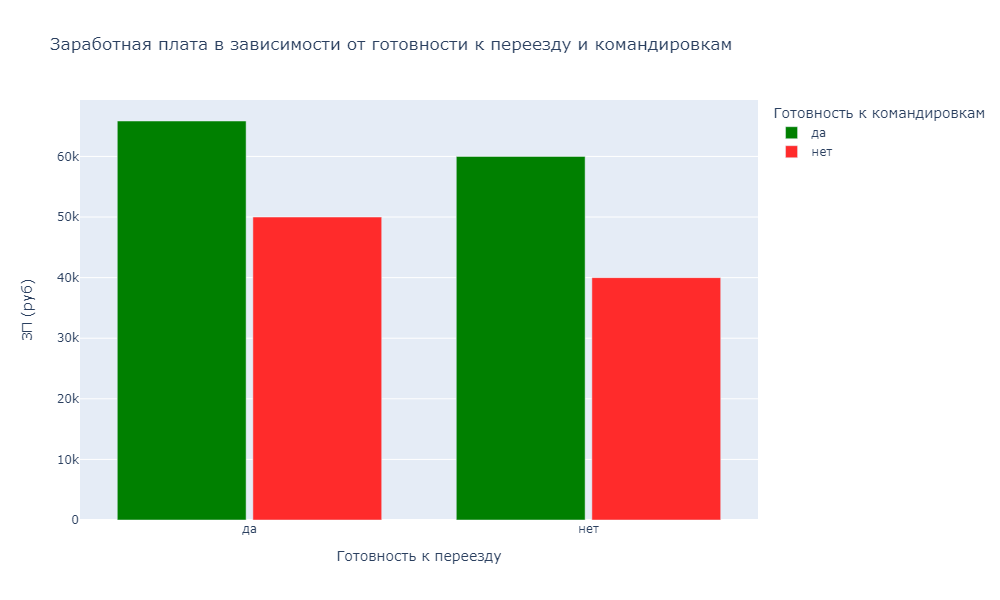 Заработная плата в зависимости от готовности к переезду и командировкам
Готовность к командировкам
да
нет
60k
50k
40k
30k
20k
10k
0
ЗП (руб)
да
нет
Готовность к переезду